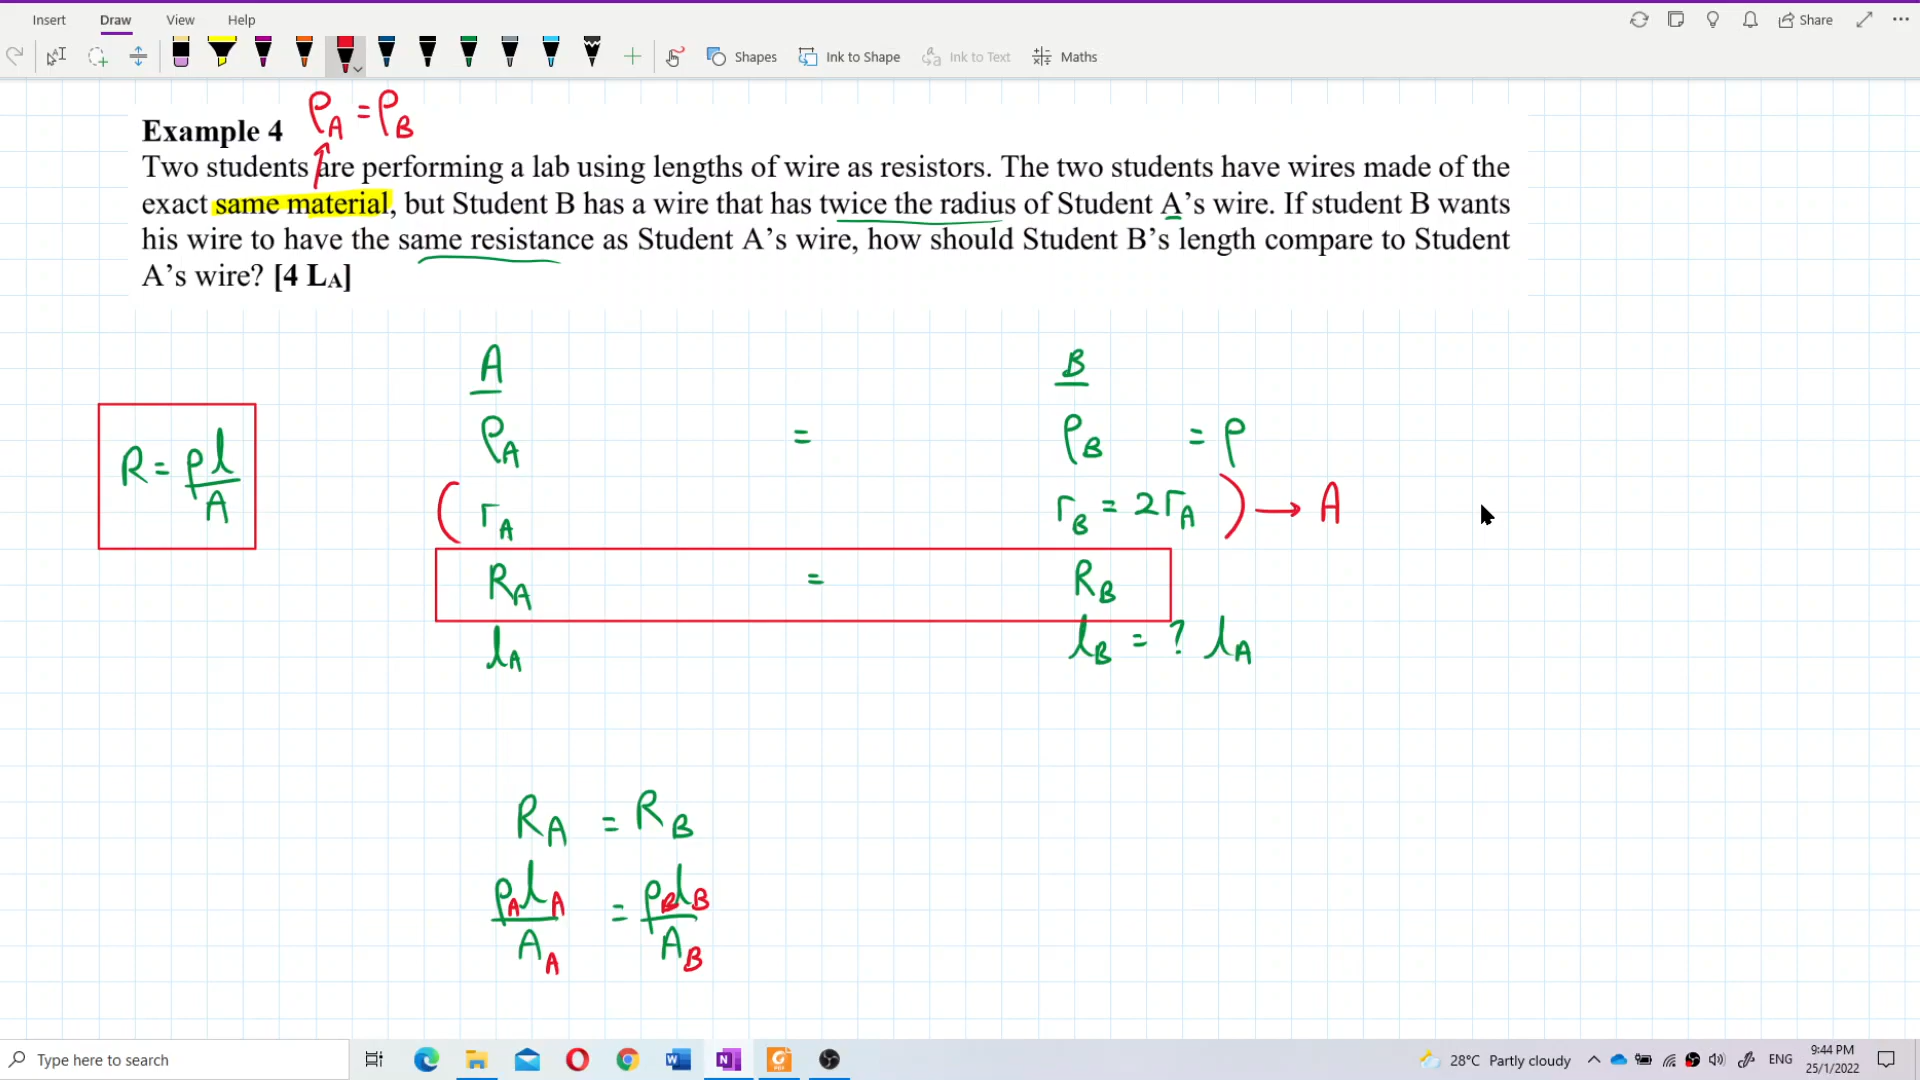 Insert Draw View Help Share
Shapes Ink to Shape Ink to Text Maths
ρA = ρB
Example 4
Two students are performing a lab using lengths of wire as resistors. The two students have wires made of the
exact same material, but Student B has a wire that has twice the radius of Student A's wire. If student B wants
his wire to have the same resistance as Student A's wire, how should Student B's length compare to Student
A's wire? [4 LA]
A B
ρA = ρB = ρ
R = ρl/A
( rA rB = 2rA ) → A
RA = RB
lA lB = ? lA
RA = RB
ρA lA / AA = ρB lB / AB
Type here to search
28°C Partly cloudy ENG 9:44 PM
25/1/2022